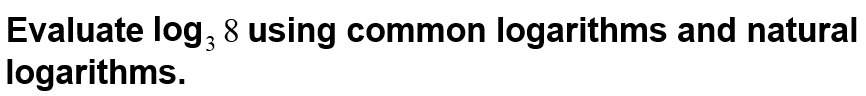 Evaluate log₃ 8 using common logarithms and natural
logarithms.